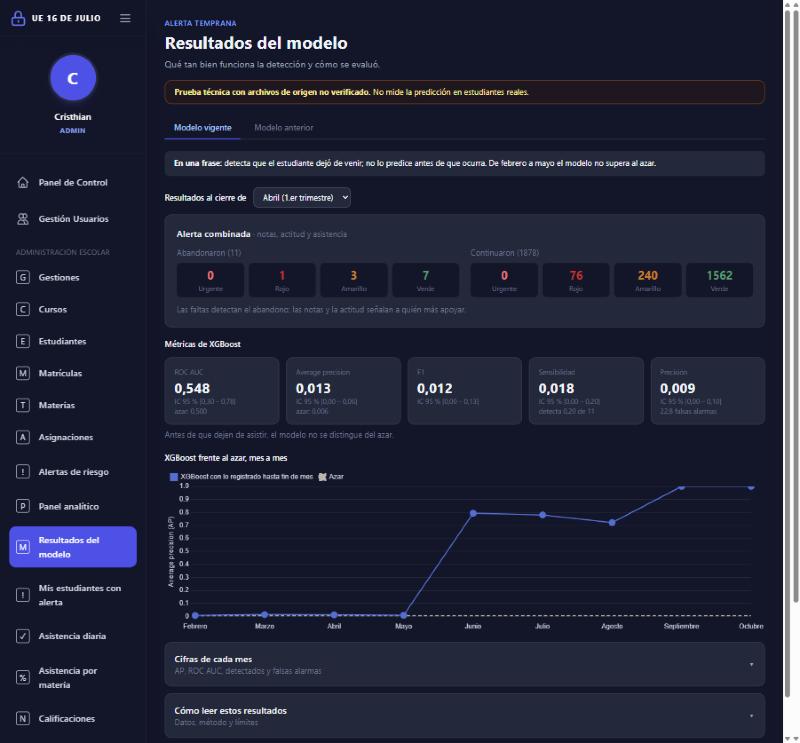 UE 16 DE JULIO
C
Cristhian
ADMIN
Panel de Control
Gestión Usuarios
ADMINISTRACIÓN ESCOLAR
G Gestiones
C Cursos
E Estudiantes
M Matrículas
T Materias
A Asignaciones
! Alertas de riesgo
P Panel analítico
M Resultados del
modelo
! Mis estudiantes con
alerta
✓ Asistencia diaria
% Asistencia por
materia
N Calificaciones
ALERTA TEMPRANA
Resultados del modelo
Qué tan bien funciona la detección y cómo se evaluó.
Prueba técnica con archivos de origen no verificado. No mide la predicción en estudiantes reales.
Modelo vigente Modelo anterior
En una frase: detecta que el estudiante dejó de venir; no lo predice antes de que ocurra. De febrero a mayo el modelo no supera al azar.
Resultados al cierre de Abril (1.er trimestre)
Alerta combinada · notas, actitud y asistencia
Abandonaron (11) Continuaron (1878)
0 1 3 7 0 76 240 1562
Urgente Rojo Amarillo Verde Urgente Rojo Amarillo Verde
Las faltas detectan el abandono; las notas y la actitud señalan a quién más apoyar.
Métricas de XGBoost
ROC AUC Average precision F1 Sensibilidad Precisión
0,548 0,013 0,012 0,018 0,009
IC 95 % [0,30 – 0,78] IC 95 % [0,00 – 0,06] IC 95 % [0,00 – 0,13] IC 95 % [0,00 – 0,20] IC 95 % [0,00 – 0,10]
azar: 0,500 azar: 0,006 detecta 0,20 de 11 22,8 falsas alarmas
Antes de que dejen de asistir, el modelo no se distingue del azar.
XGBoost frente al azar, mes a mes
XGBoost con lo registrado hasta fin de mes Azar
Average precision (AP)
1.0
0.9
0.8
0.7
0.6
0.5
0.4
0.3
0.2
0.1
0
Febrero Marzo Abril Mayo Junio Julio Agosto Septiembre Octubre
Cifras de cada mes
AP, ROC AUC, detectados y falsas alarmas
Cómo leer estos resultados
Datos, método y límites